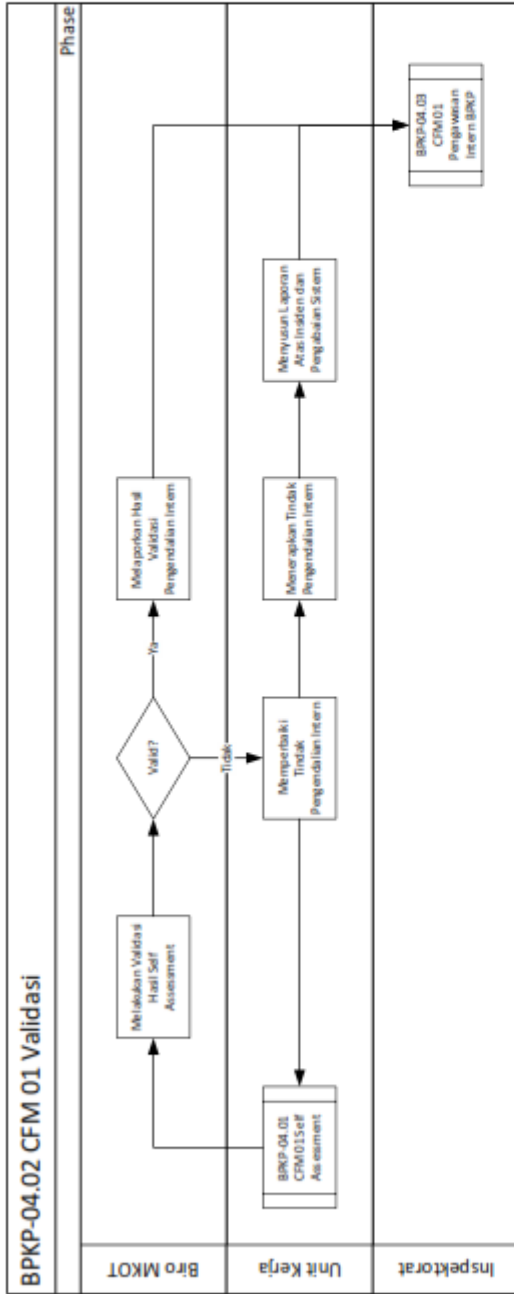 BPKP-04.02 CFM 01 Validasi
Phase
Biro MKOT
Melakukan Validasi
Hasil Self
Assessment
Valid?
Ya
Tidak
Melaporkan Hasil
Validasi
Pengendalian Intern
Unit Kerja
BPKP-04.01
CFM 01 Self
Assessment
Memperbaiki
Tindak
Pengendalian Intern
Menerapkan Tindak
Pengendalian Intern
Menyusun Laporan
Atas Insiden dan
Pengabaian Sistem
Inspektorat
BPKP-04.03
CFM 01
Pengawasan
Intern BPKP